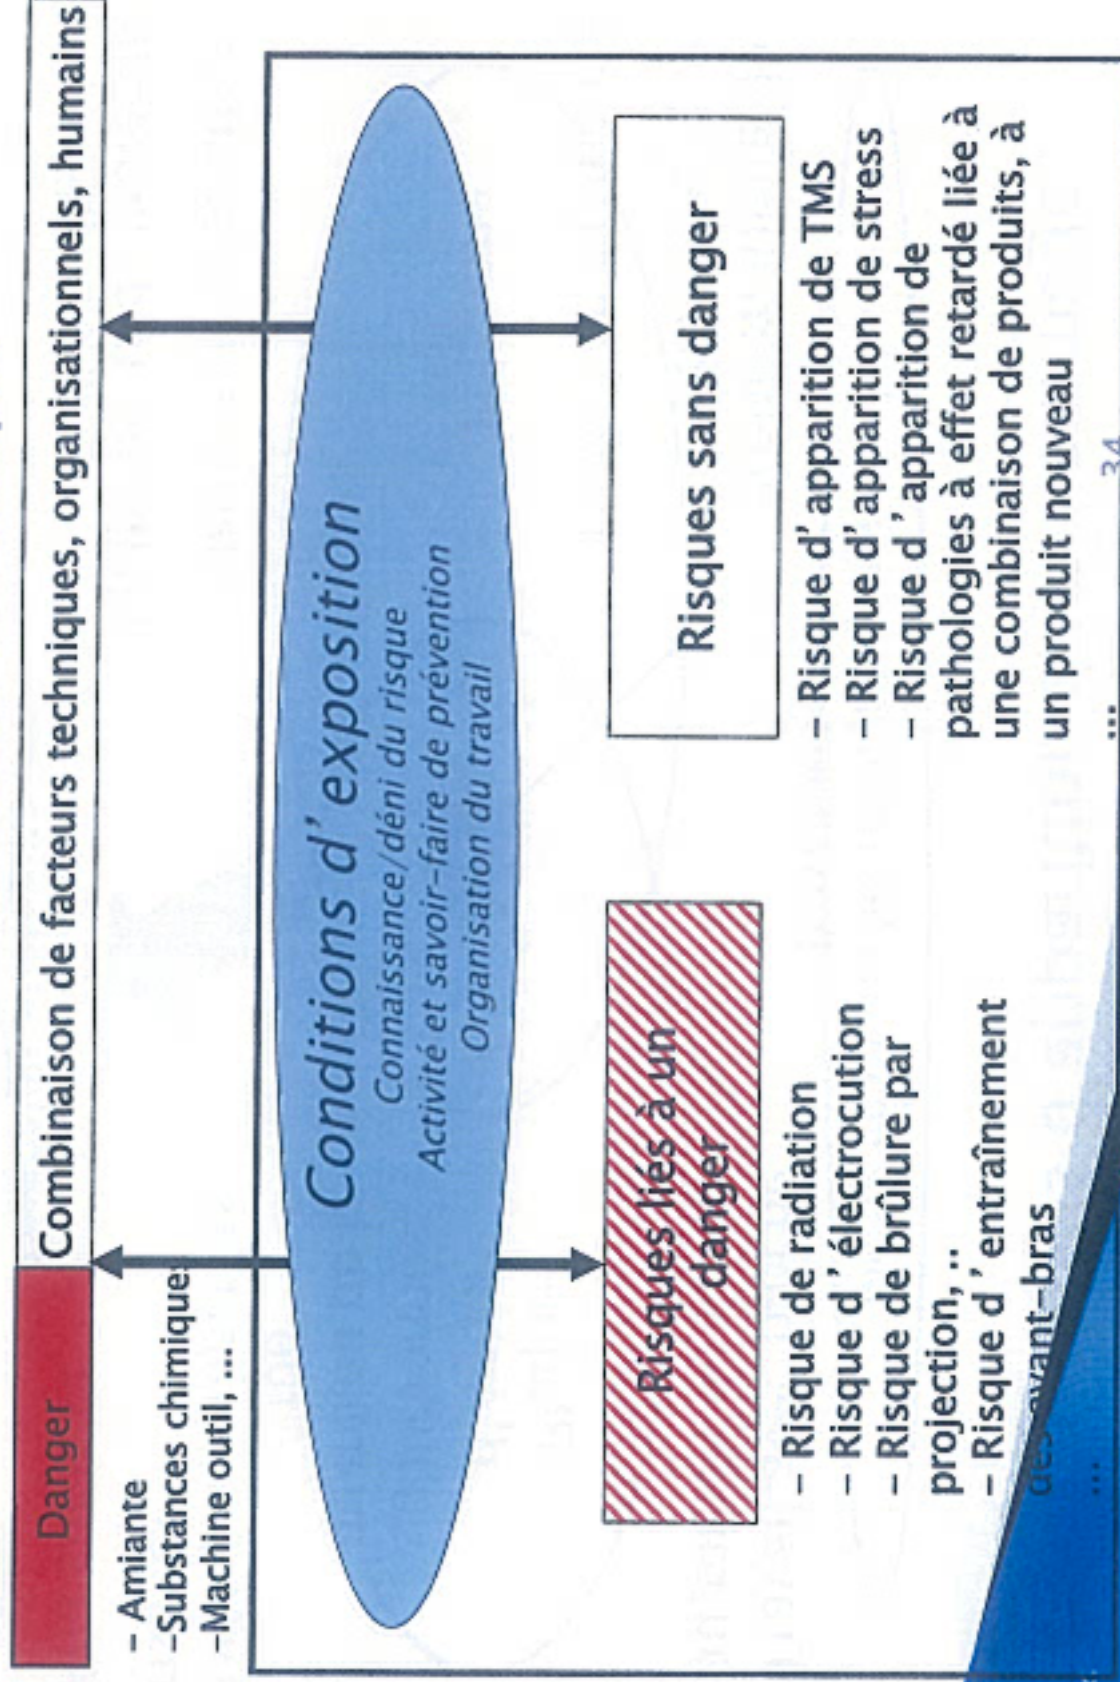 Danger
Combinaison de facteurs techniques, organisationnels, humains
- Amiante
-Substances chimique
-Machine outil, ...
Conditions d'exposition
Connaissance/déni du risque
Activité et savoir-faire de prévention
Organisation du travail
Risques liés à un
danger
- Risque de radiation
- Risque d'électrocution
- Risque de brûlure par
projection, ..
- Risque d'entraînement
des avant-bras
...
Risques sans danger
- Risque d'apparition de TMS
- Risque d'apparition de stress
- Risque d'apparition de
pathologies à effet retardé liée à
une combinaison de produits, à
un produit nouveau
...
34